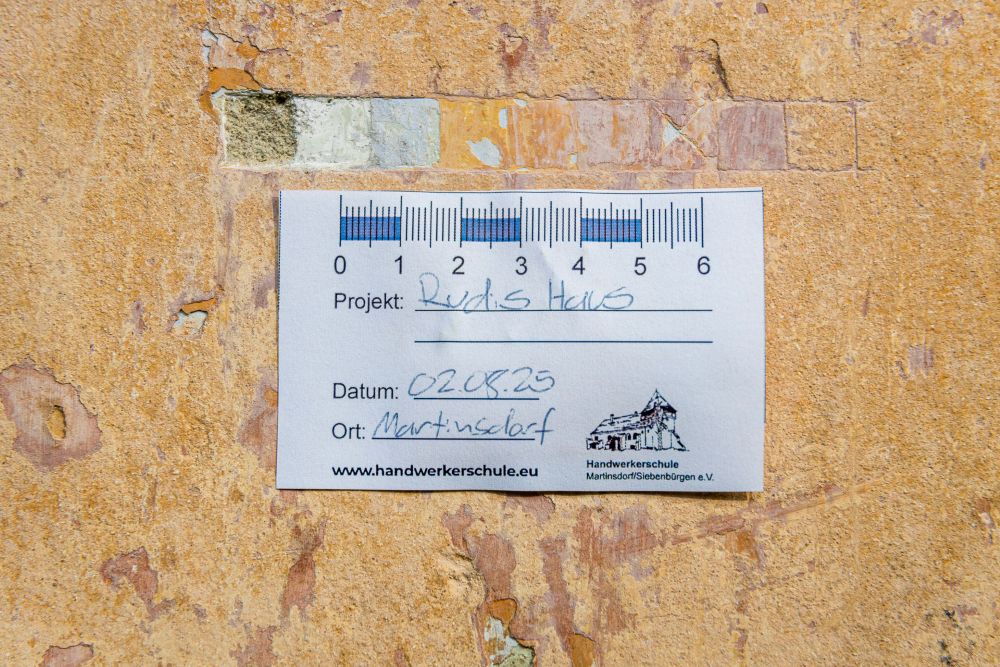 0 1 2 3 4 5 6
Projekt: Rudis Haus
Datum: 02.08.25
Ort: Martinsdorf
www.handwerkerschule.eu
Handwerkerschule
Martinsdorf/Siebenbürgen e.V.